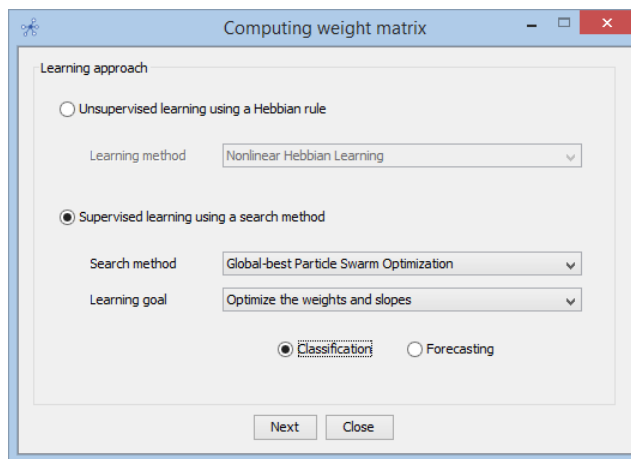 Computing weight matrix
Learning approach
Unsupervised learning using a Hebbian rule
Learning method Nonlinear Hebbian Learning
Supervised learning using a search method
Search method Global-best Particle Swarm Optimization
Learning goal Optimize the weights and slopes
Classification Forecasting
Next Close